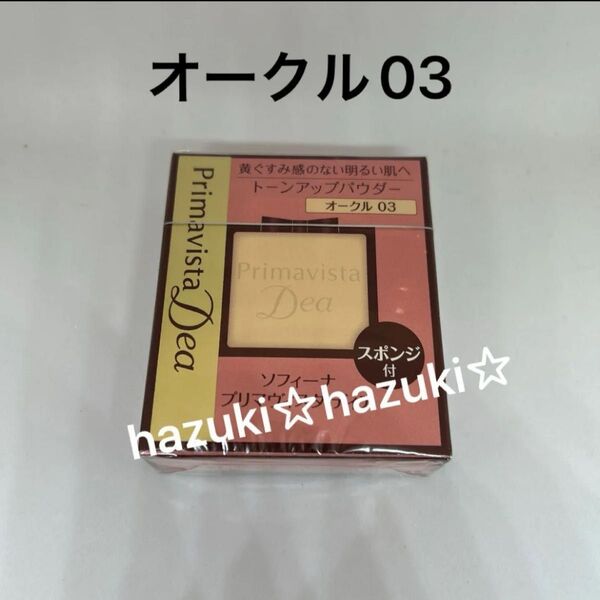 オークル03
Primavista
Dea
黄ぐすみ感のない明るい肌へ
トーンアップパウダー
オークル 03
Primavista
Dea
スポンジ
付
ソフィーナ
hazuki☆hazuki☆